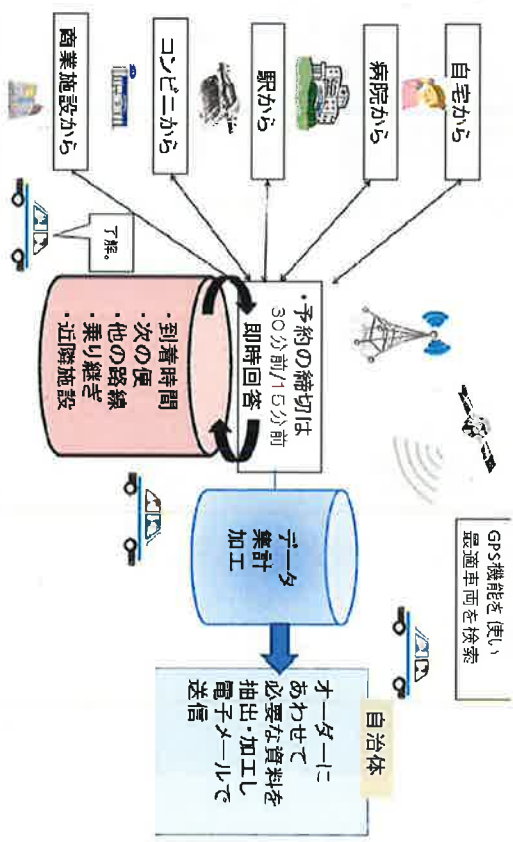 自宅から
病院から
駅から
コンビニから
商業施設から
了解。
・予約の締切は
30分前/15分前
即時回答
・到着時間
・次の便
・他の路線
・乗り継ぎ
・近隣施設
GPS機能を使い
最適車両を検索
データ
集計
加工
自治体
オーダーに
あわせて
必要な資料を
抽出・加工し
電子メールで
送信